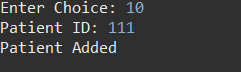 Enter Choice: 10
Patient ID: 111
Patient Added